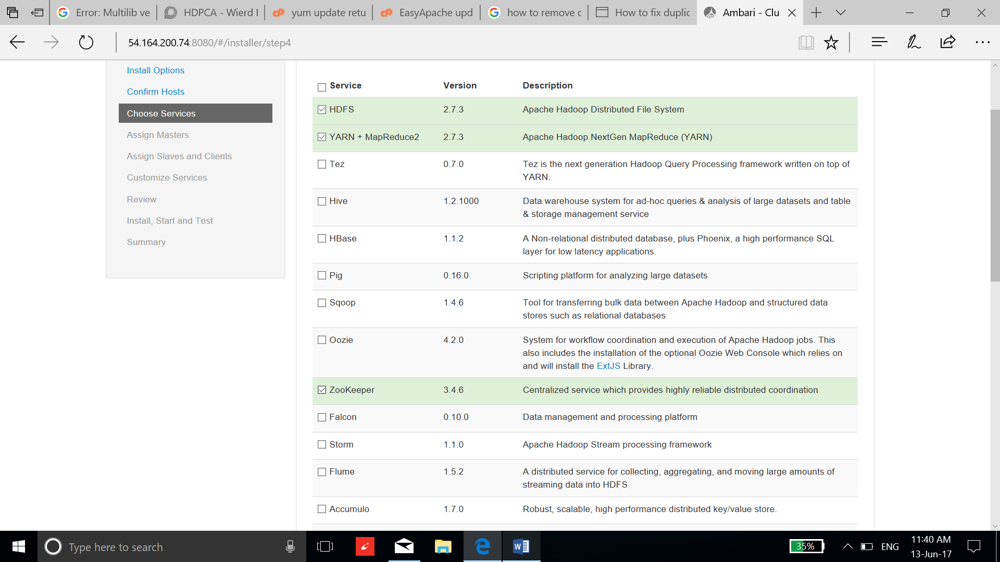 Error: Multilib ve
HDPCA - Wierd
yum update retu
EasyApache upd
how to remove c
How to fix duplic
Ambari - Clu
54.164.200.74:8080/#/installer/step4
Install Options
Confirm Hosts
Choose Services
Assign Masters
Assign Slaves and Clients
Customize Services
Review
Install, Start and Test
Summary
Service Version Description
HDFS 2.7.3 Apache Hadoop Distributed File System
YARN + MapReduce2 2.7.3 Apache Hadoop NextGen MapReduce (YARN)
Tez 0.7.0 Tez is the next generation Hadoop Query Processing framework written on top of
YARN.
Hive 1.2.1000 Data warehouse system for ad-hoc queries & analysis of large datasets and table
& storage management service
HBase 1.1.2 A Non-relational distributed database, plus Phoenix, a high performance SQL
layer for low latency applications.
Pig 0.16.0 Scripting platform for analyzing large datasets
Sqoop 1.4.6 Tool for transferring bulk data between Apache Hadoop and structured data
stores such as relational databases
Oozie 4.2.0 System for workflow coordination and execution of Apache Hadoop jobs. This
also includes the installation of the optional Oozie Web Console which relies on
and will install the ExtJS Library.
ZooKeeper 3.4.6 Centralized service which provides highly reliable distributed coordination
Falcon 0.10.0 Data management and processing platform
Storm 1.1.0 Apache Hadoop Stream processing framework
Flume 1.5.2 A distributed service for collecting, aggregating, and moving large amounts of
streaming data into HDFS
Accumulo 1.7.0 Robust, scalable, high performance distributed key/value store.
Type here to search
35%
ENG
11:40 AM
13-Jun-17